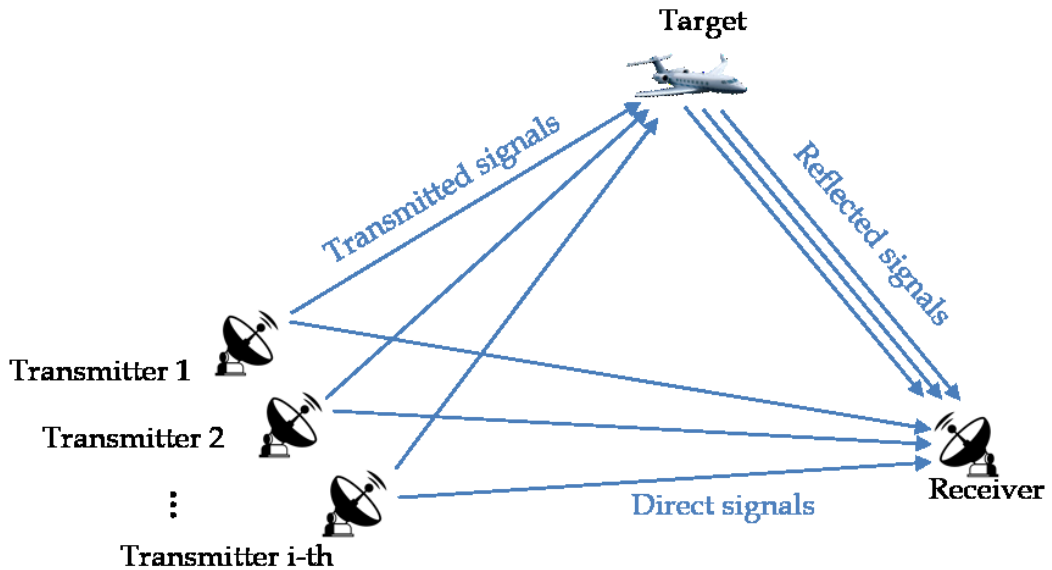 Target
Transmitted signals
Reflected signals
Transmitter 1
Transmitter 2
⋮
Transmitter i-th
Direct signals
Receiver